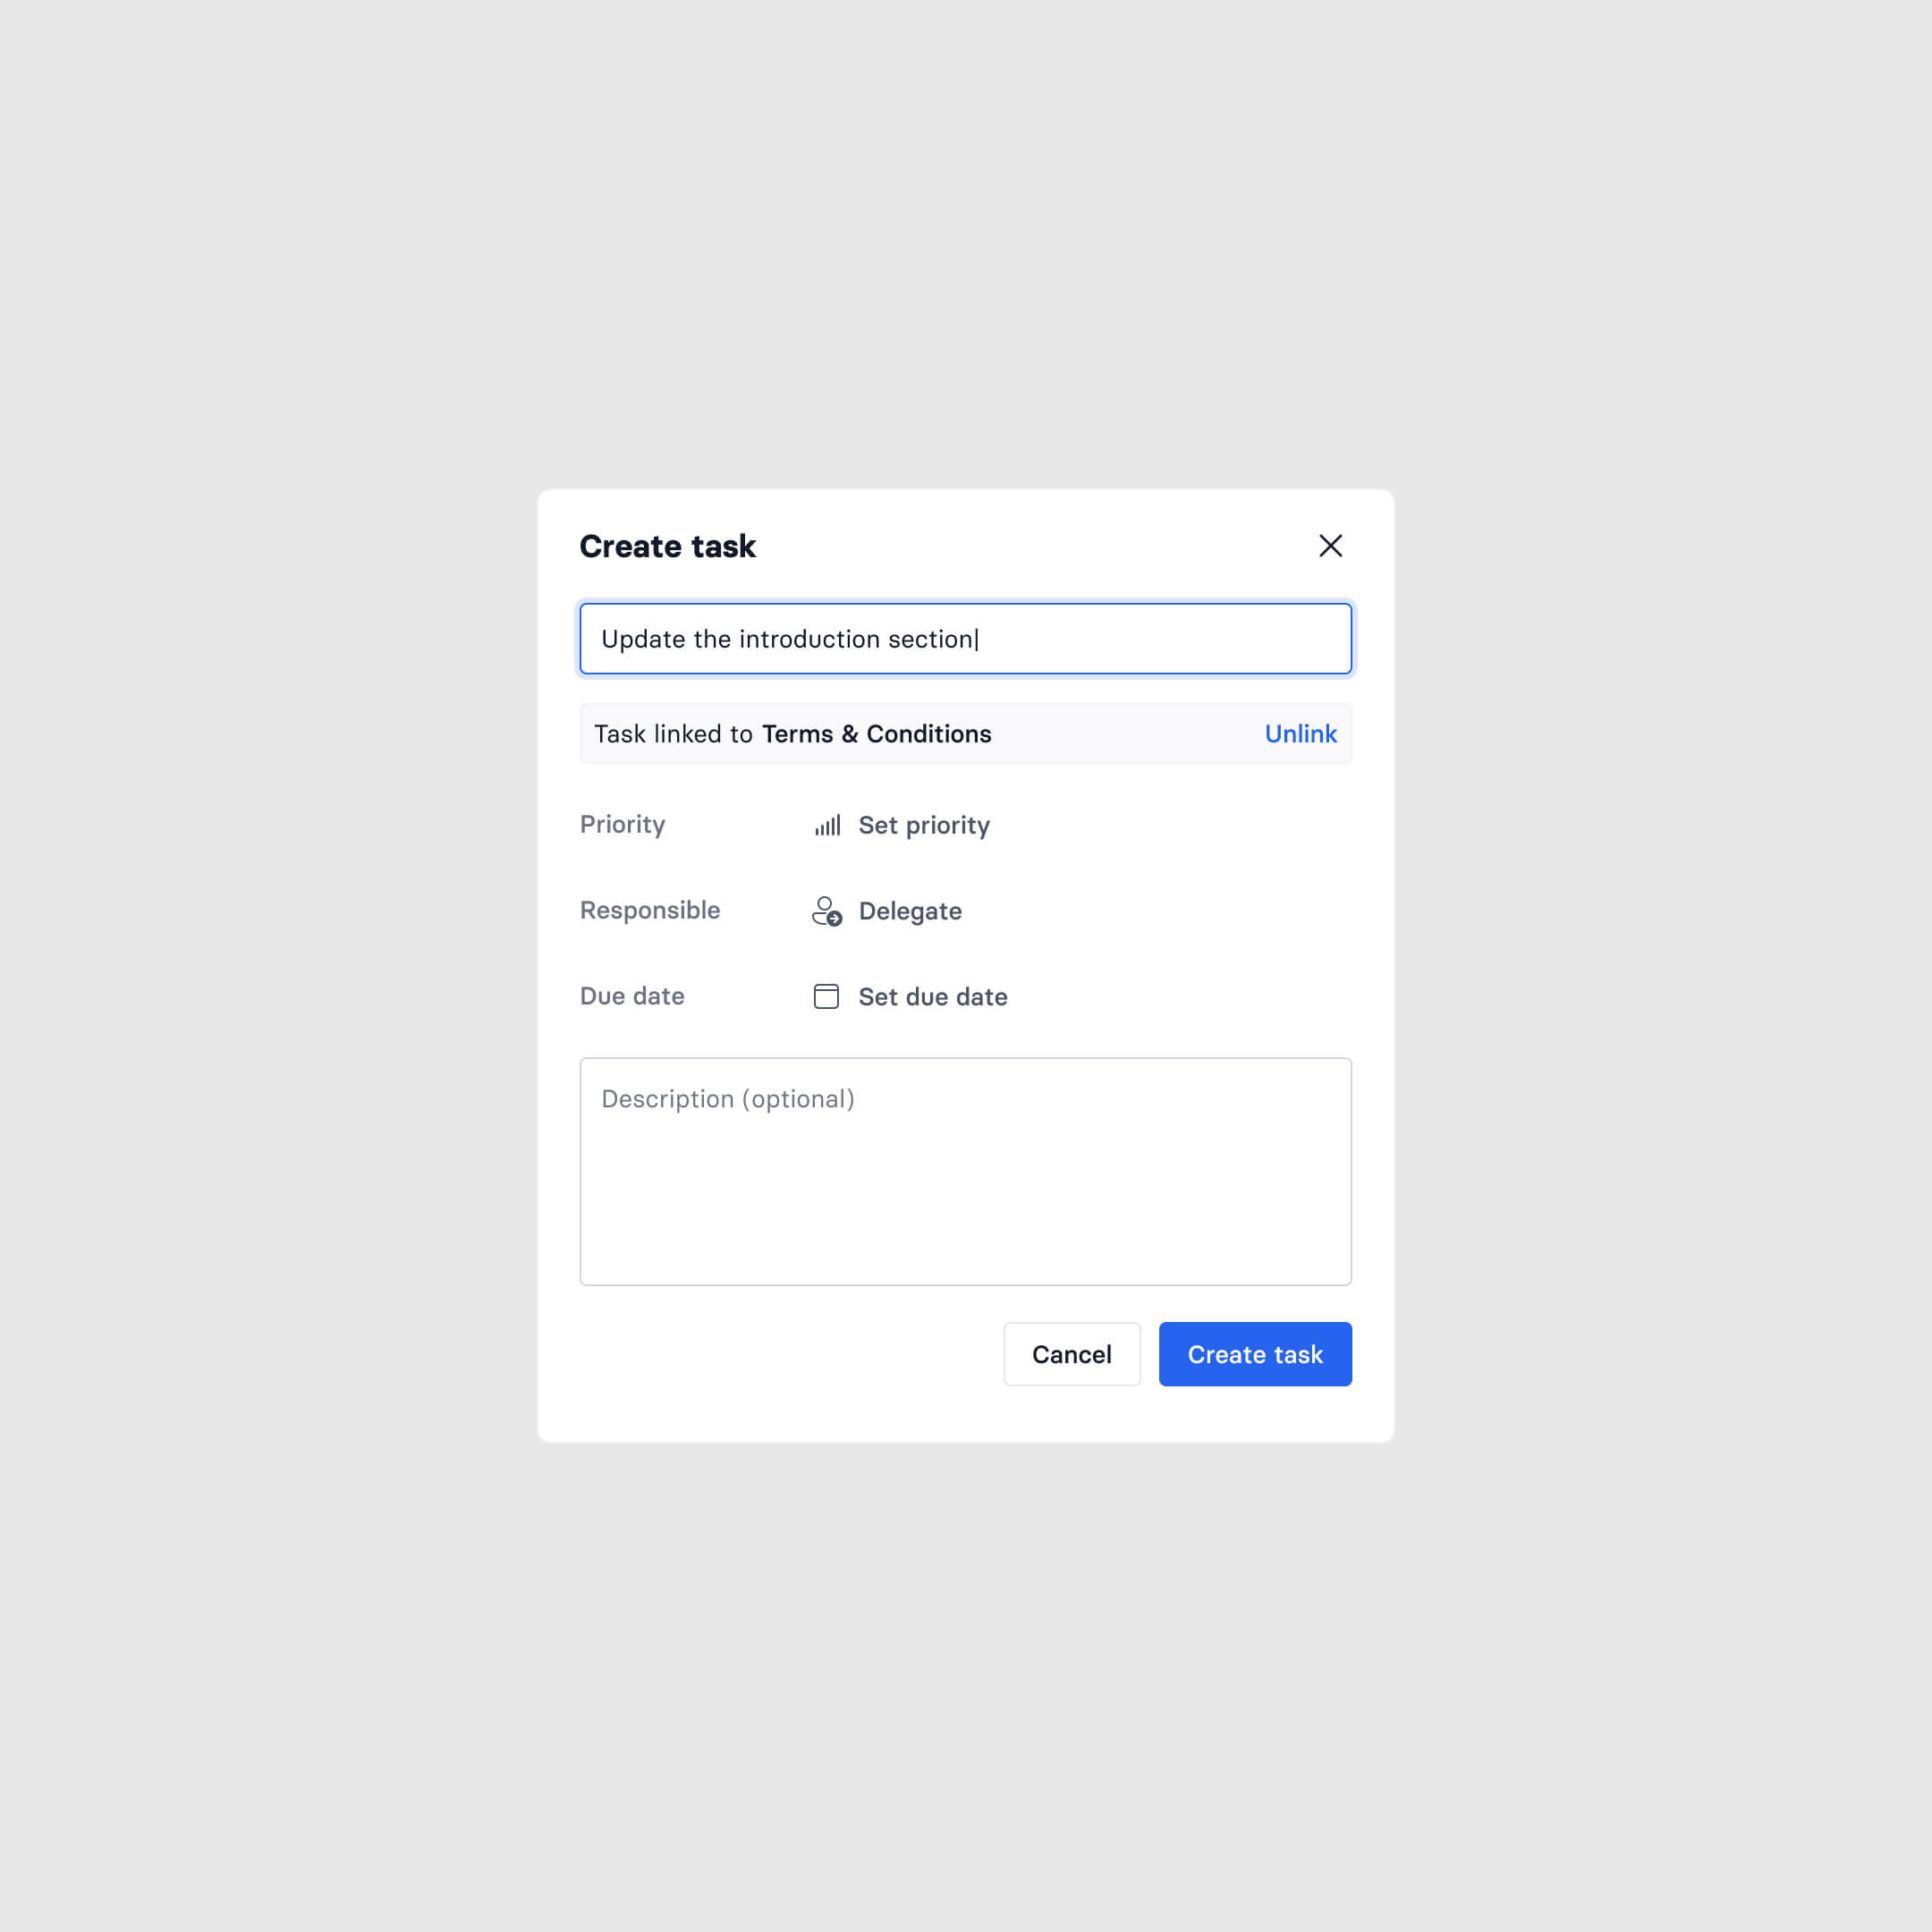 Create task
Update the introduction section
Task linked to Terms & Conditions Unlink
Priority Set priority
Responsible Delegate
Due date Set due date
Description (optional)
Cancel Create task